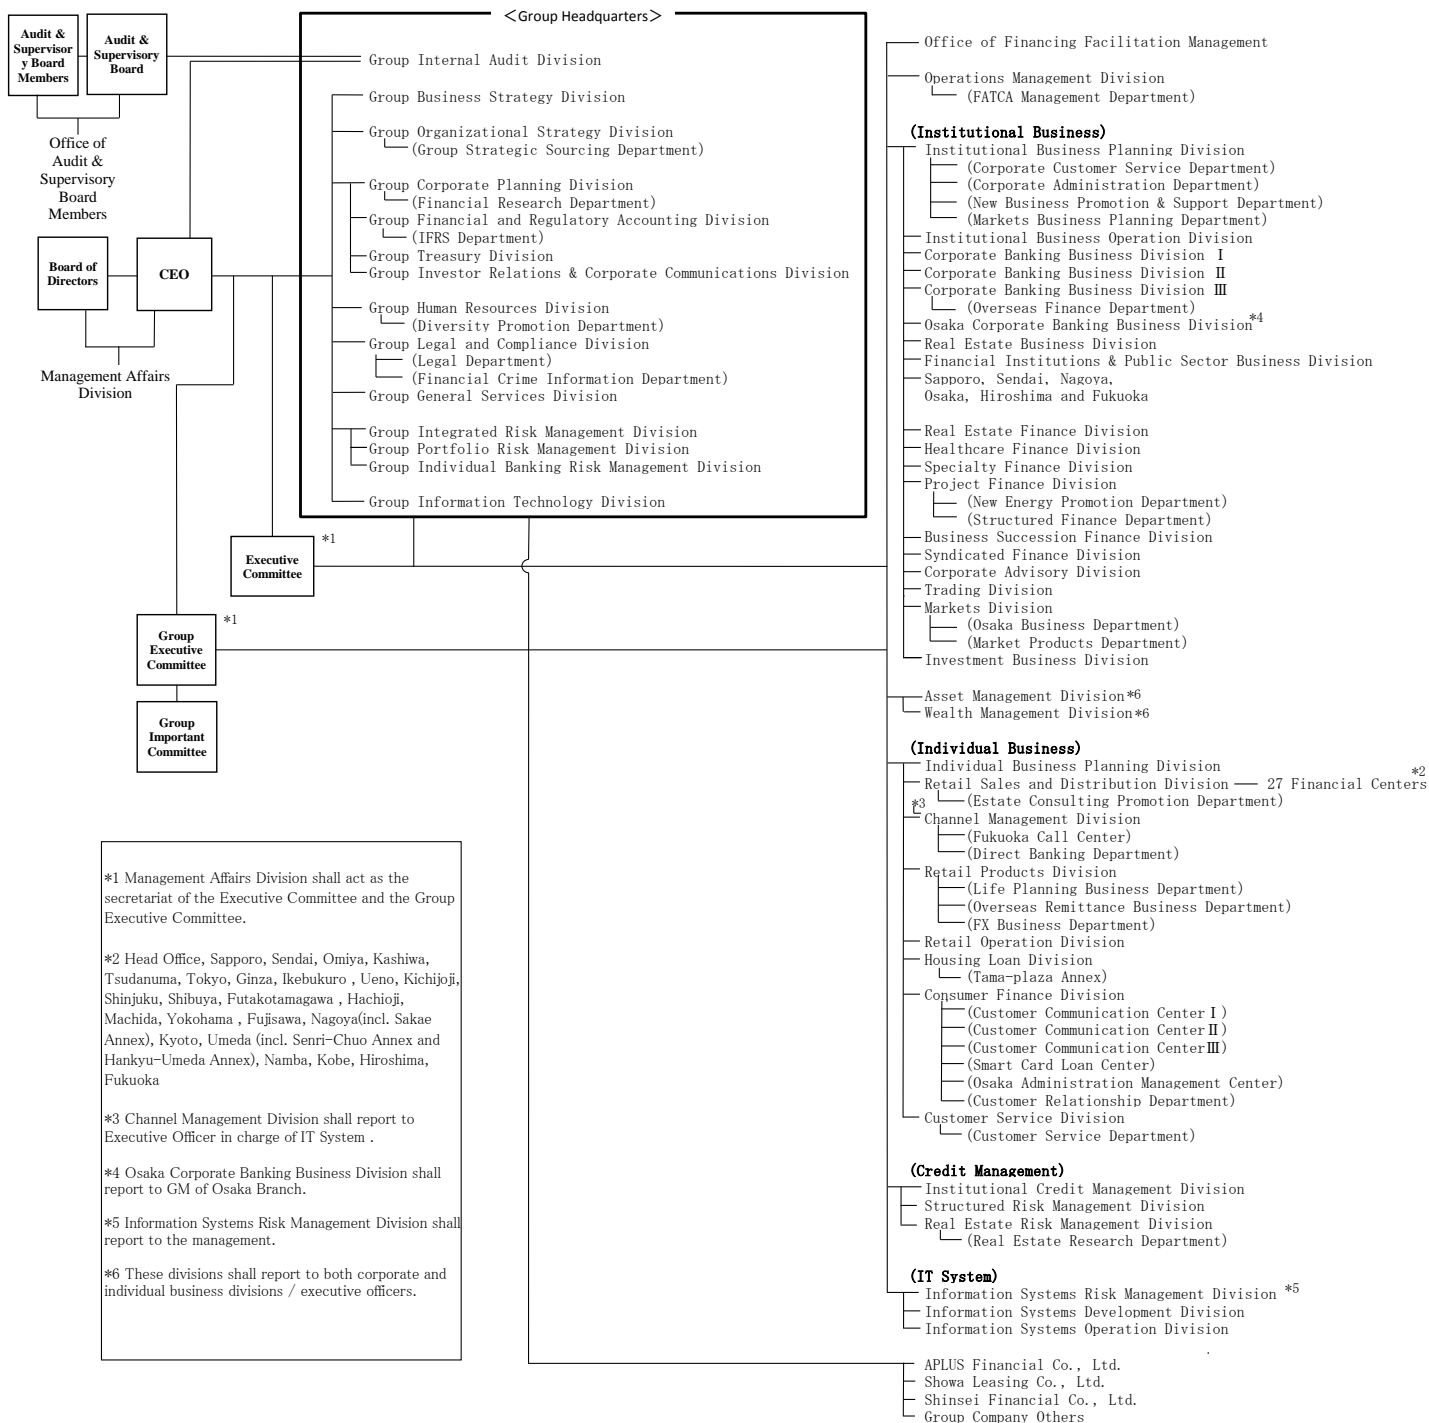 <Group Headquarters>
Audit &
Supervisor
y Board
Members
Audit &
Supervisory
Board
Office of
Audit &
Supervisory
Board
Members
Board of
Directors
CEO
Management Affairs
Division
Executive
Committee
*1
Group
Executive
Committee
*1
Group
Important
Committee
Group Internal Audit Division
Group Business Strategy Division
Group Organizational Strategy Division
(Group Strategic Sourcing Department)
Group Corporate Planning Division
(Financial Research Department)
Group Financial and Regulatory Accounting Division
(IFRS Department)
Group Treasury Division
Group Investor Relations & Corporate Communications Division
Group Human Resources Division
(Diversity Promotion Department)
Group Legal and Compliance Division
(Legal Department)
(Financial Crime Information Department)
Group General Services Division
Group Integrated Risk Management Division
Group Portfolio Risk Management Division
Group Individual Banking Risk Management Division
Group Information Technology Division
Office of Financing Facilitation Management
Operations Management Division
(FATCA Management Department)
(Institutional Business)
Institutional Business Planning Division
(Corporate Customer Service Department)
(Corporate Administration Department)
(New Business Promotion & Support Department)
(Markets Business Planning Department)
Institutional Business Operation Division
Corporate Banking Business Division Ⅰ
Corporate Banking Business Division Ⅱ
Corporate Banking Business Division Ⅲ
(Overseas Finance Department)
Osaka Corporate Banking Business Division*4
Real Estate Business Division
Financial Institutions & Public Sector Business Division
Sapporo, Sendai, Nagoya,
Osaka, Hiroshima and Fukuoka
Real Estate Finance Division
Healthcare Finance Division
Specialty Finance Division
Project Finance Division
(New Energy Promotion Department)
(Structured Finance Department)
Business Succession Finance Division
Syndicated Finance Division
Corporate Advisory Division
Trading Division
Markets Division
(Osaka Business Department)
(Market Products Department)
Investment Business Division
Asset Management Division*6
Wealth Management Division*6
(Individual Business)
Individual Business Planning Division
Retail Sales and Distribution Division — 27 Financial Centers *2
(Estate Consulting Promotion Department)
*3
Channel Management Division
(Fukuoka Call Center)
(Direct Banking Department)
Retail Products Division
(Life Planning Business Department)
(Overseas Remittance Business Department)
(FX Business Department)
Retail Operation Division
Housing Loan Division
(Tama-plaza Annex)
Consumer Finance Division
(Customer Communication CenterⅠ)
(Customer Communication CenterⅡ)
(Customer Communication CenterⅢ)
(Smart Card Loan Center)
(Osaka Administration Management Center)
(Customer Relationship Department)
Customer Service Division
(Customer Service Department)
(Credit Management)
Institutional Credit Management Division
Structured Risk Management Division
Real Estate Risk Management Division
(Real Estate Research Department)
(IT System)
Information Systems Risk Management Division *5
Information Systems Development Division
Information Systems Operation Division
APLUS Financial Co., Ltd.
Showa Leasing Co., Ltd.
Shinsei Financial Co., Ltd.
Group Company Others
*1 Management Affairs Division shall act as the
secretariat of the Executive Committee and the Group
Executive Committee.
*2 Head Office, Sapporo, Sendai, Omiya, Kashiwa,
Tsudanuma, Tokyo, Ginza, Ikebukuro , Ueno, Kichijoji,
Shinjuku, Shibuya, Futakotamagawa , Hachioji,
Machida, Yokohama , Fujisawa, Nagoya(incl. Sakae
Annex), Kyoto, Umeda (incl. Senri-Chuo Annex and
Hankyu-Umeda Annex), Namba, Kobe, Hiroshima,
Fukuoka
*3 Channel Management Division shall report to
Executive Officer in charge of IT System .
*4 Osaka Corporate Banking Business Division shall
report to GM of Osaka Branch.
*5 Information Systems Risk Management Division shall
report to the management.
*6 These divisions shall report to both corporate and
individual business divisions / executive officers.